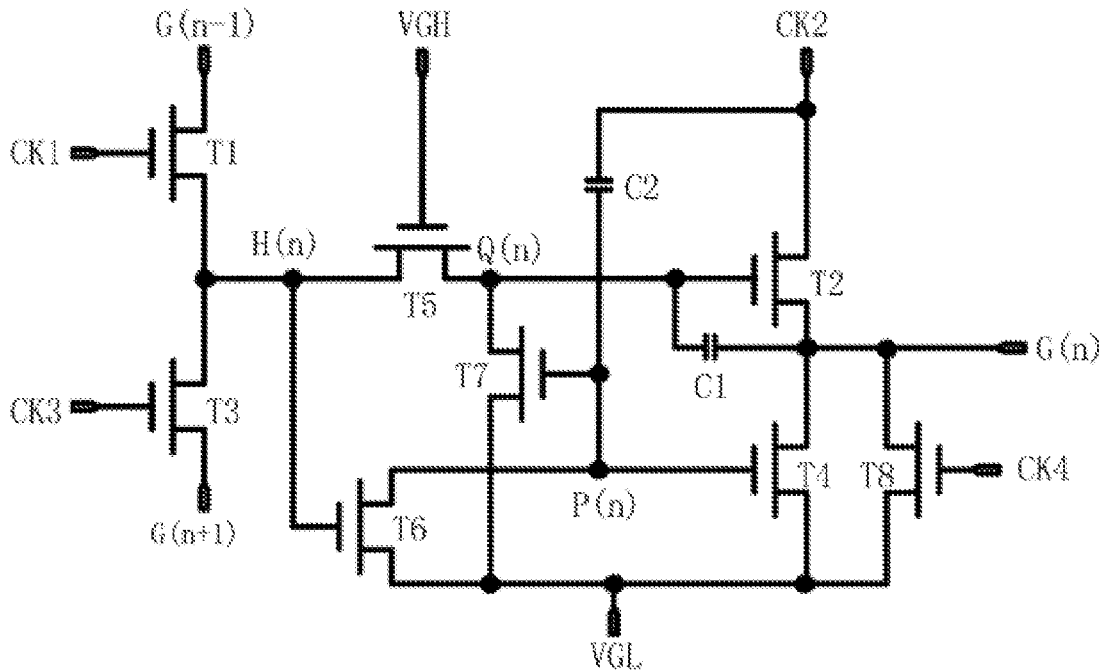 G(n-1)
VGH
CK2
CK1
T1
C2
H(n)
Q(n)
T2
T5
G(n)
T7
C1
CK3
T3
T4
T8
CK4
P(n)
T6
G(n+1)
VGL